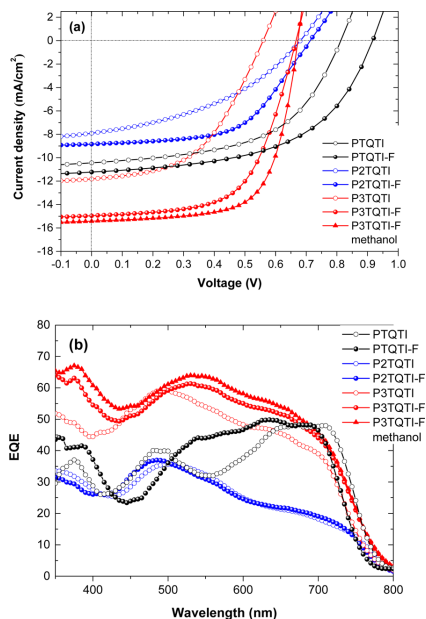 (a)
Current density (mA/cm²)
4
2
0
-2
-4
-6
-8
-10
-12
-14
-16
-18
PTQTI
PTQTI-F
P2TQTI
P2TQTI-F
P3TQTI
P3TQTI-F
P3TQTI-F
methanol
-0.1 0.0 0.1 0.2 0.3 0.4 0.5 0.6 0.7 0.8 0.9 1.0
Voltage (V)
(b)
EQE
80
70
60
50
40
30
20
10
0
PTQTI
PTQTI-F
P2TQTI
P2TQTI-F
P3TQTI
P3TQTI-F
P3TQTI-F
methanol
400 500 600 700 800
Wavelength (nm)